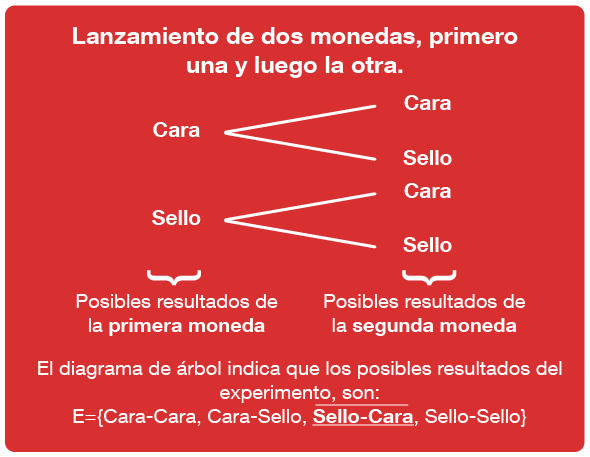 Lanzamiento de dos monedas, primero
una y luego la otra.
Cara
Cara
Sello
Sello
Cara
Sello
Posibles resultados de
la primera moneda
Posibles resultados de
la segunda moneda
El diagrama de árbol indica que los posibles resultados del
experimento, son:
E={Cara-Cara, Cara-Sello, Sello-Cara, Sello-Sello}